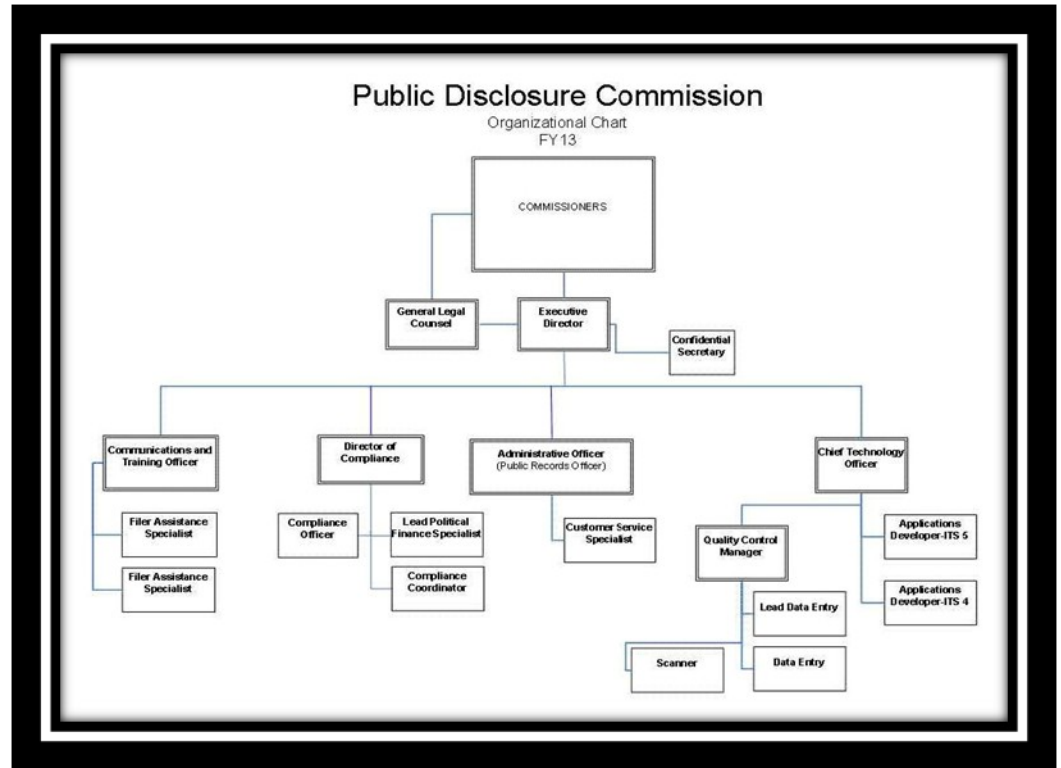 Public Disclosure Commission
Organizational Chart
FY13
COMMISSIONERS
General Legal
Counsel
Executive
Director
Confidential
Secretary
Communications and
Training Officer
Director of
Compliance
Administrative Officer
(Public Records Officer)
Chief Technology
Officer
Filer Assistance
Specialist
Filer Assistance
Specialist
Compliance
Officer
Lead Political
Finance Specialist
Compliance
Coordinator
Customer Service
Specialist
Quality Control
Manager
Applications
Developer-ITS 5
Applications
Developer-ITS 4
Lead Data Entry
Scanner
Data Entry